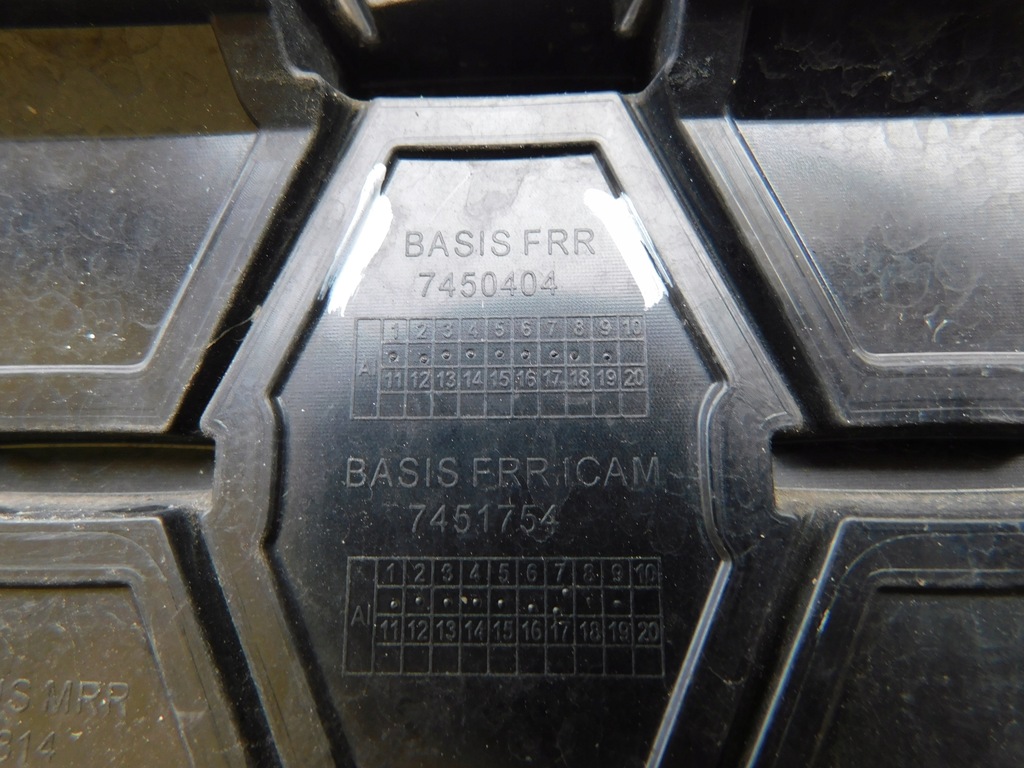 BASIS FRR
7450404
1 2 3 4 5 6 7 8 9 10
AI
11 12 13 14 15 16 17 18 19 20
BASIS FRR ICAM
7451754
1 2 3 4 5 6 7 8 9 10
AI
11 12 13 14 15 16 17 18 19 20
MRR
814